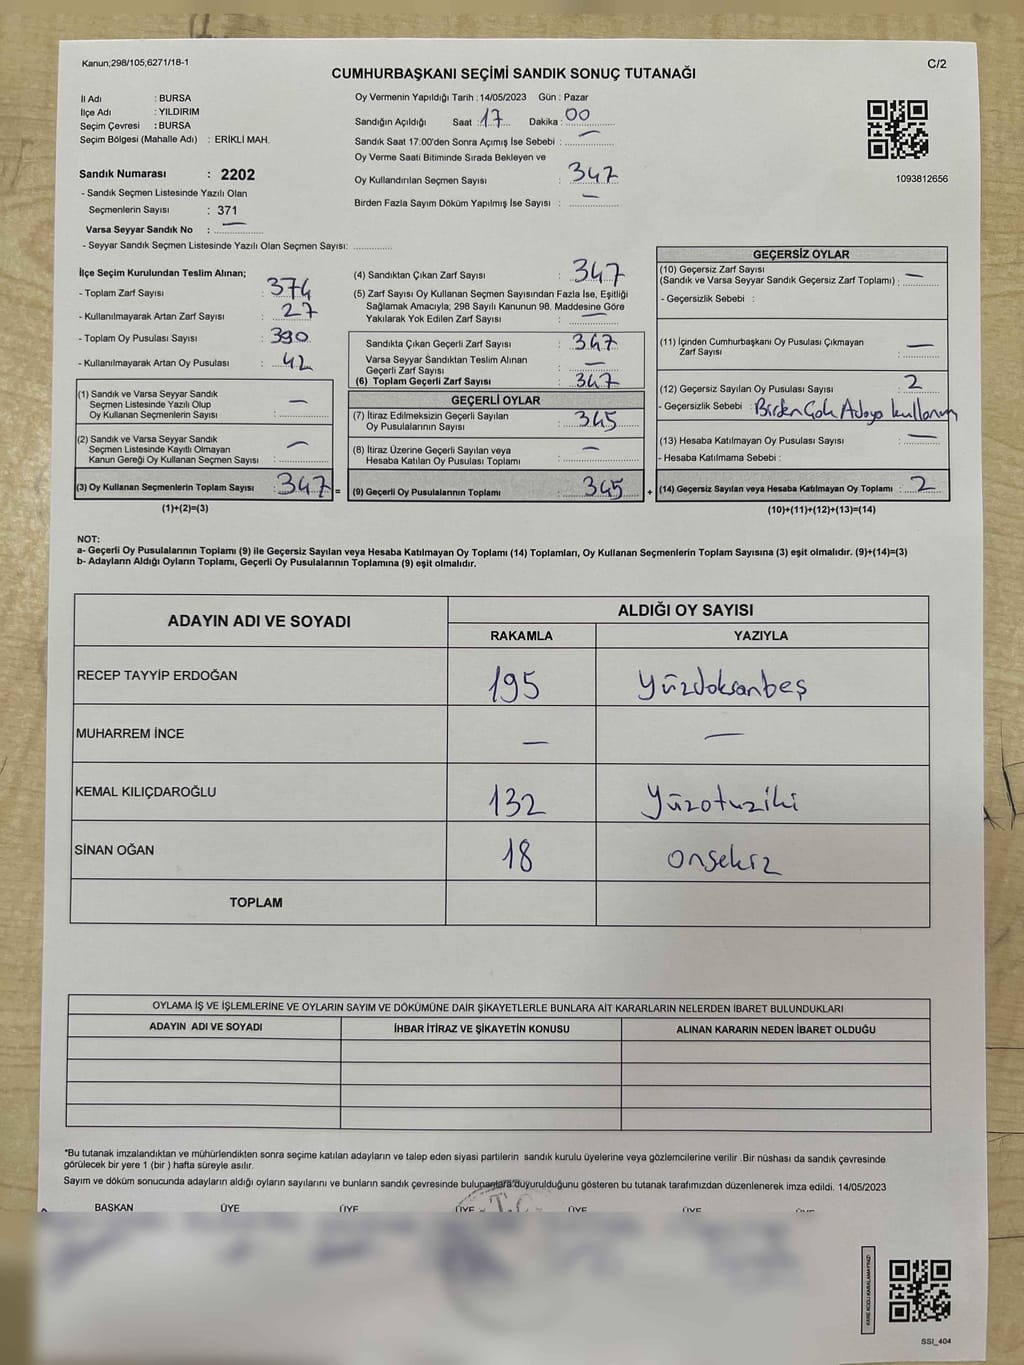 Kanun;298/105;6271/18-1
C/2
CUMHURBAŞKANI SEÇİMİ SANDIK SONUÇ TUTANAĞI
İl Adı : BURSA
İlçe Adı : YILDIRIM
Seçim Çevresi : BURSA
Seçim Bölgesi (Mahalle Adı) : ERİKLİ MAH.
Sandık Numarası : 2202
- Sandık Seçmen Listesinde Yazılı Olan
Seçmenlerin Sayısı : 371
Varsa Seyyar Sandık No : —
- Seyyar Sandık Seçmen Listesinde Yazılı Olan Seçmen Sayısı: ............
Oy Vermenin Yapıldığı Tarih : 14/05/2023 Gün : Pazar
Sandığın Açıldığı Saat : 17 Dakika : 00
Sandık Saat 17:00'den Sonra Açımış İse Sebebi : —
Oy Verme Saati Bitiminde Sırada Bekleyen ve
Oy Kullandırılan Seçmen Sayısı : 347
Birden Fazla Sayım Döküm Yapılmış İse Sayısı : —
1093812656
İlçe Seçim Kurulundan Teslim Alınan;
- Toplam Zarf Sayısı : 374
- Kullanılmayarak Artan Zarf Sayısı : 27
- Toplam Oy Pusulası Sayısı : 390
- Kullanılmayarak Artan Oy Pusulası : 42
(1) Sandık ve Varsa Seyyar Sandık
Seçmen Listesinde Yazılı Olup
Oy Kullanan Seçmenlerin Sayısı : —
(2) Sandık ve Varsa Seyyar Sandık
Seçmen Listesinde Kayıtlı Olmayan
Kanun Gereği Oy Kullanan Seçmen Sayısı : —
(3) Oy Kullanan Seçmenlerin Toplam Sayısı : 347 =
(1)+(2)=(3)
(4) Sandıktan Çıkan Zarf Sayısı : 347
(5) Zarf Sayısı Oy Kullanan Seçmen Sayısından Fazla İse, Eşitliği
Sağlamak Amacıyla; 298 Sayılı Kanunun 98. Maddesine Göre
Yakılarak Yok Edilen Zarf Sayısı : —
Sandıkta Çıkan Geçerli Zarf Sayısı : 347
Varsa Seyyar Sandıktan Teslim Alınan
Geçerli Zarf Sayısı : —
(6) Toplam Geçerli Zarf Sayısı : 347
GEÇERLİ OYLAR
(7) İtiraz Edilmeksizin Geçerli Sayılan
Oy Pusulalarının Sayısı : 345
(8) İtiraz Üzerine Geçerli Sayılan veya
Hesaba Katılan Oy Pusulası Toplamı : —
(9) Geçerli Oy Pusulalarının Toplamı : 345 +
GEÇERSİZ OYLAR
(10) Geçersiz Zarf Sayısı
(Sandık ve Varsa Seyyar Sandık Geçersiz Zarf Toplamı) : —
- Geçersizlik Sebebi :
(11) İçinden Cumhurbaşkanı Oy Pusulası Çıkmayan
Zarf Sayısı : —
(12) Geçersiz Sayılan Oy Pusulası Sayısı : 2
- Geçersizlik Sebebi : Birden Çok Adaya kullanım
(13) Hesaba Katılmayan Oy Pusulası Sayısı : —
- Hesaba Katılmama Sebebi :
(14) Geçersiz Sayılan veya Hesaba Katılmayan Oy Toplamı : 2
(10)+(11)+(12)+(13)=(14)
NOT:
a- Geçerli Oy Pusulalarının Toplamı (9) ile Geçersiz Sayılan veya Hesaba Katılmayan Oy Toplamı (14) Toplamları, Oy Kullanan Seçmenlerin Toplam Sayısına (3) eşit olmalıdır. (9)+(14)=(3)
b- Adayların Aldığı Oyların Toplamı, Geçerli Oy Pusulalarının Toplamına (9) eşit olmalıdır.
ADAYIN ADI VE SOYADI
ALDIĞI OY SAYISI
RAKAMLA YAZIYLA
RECEP TAYYİP ERDOĞAN 195 Yüzdoksanbeş
MUHARREM İNCE — —
KEMAL KILIÇDAROĞLU 132 Yüzotuziki
SİNAN OĞAN 18 onsekiz
TOPLAM
OYLAMA İŞ VE İŞLEMLERİNE VE OYLARIN SAYIM VE DÖKÜMÜNE DAİR ŞİKAYETLERLE BUNLARA AİT KARARLARIN NELERDEN İBARET BULUNDUKLARI
ADAYIN ADI VE SOYADI İHBAR İTİRAZ VE ŞİKAYETİN KONUSU ALINAN KARARIN NEDEN İBARET OLDUĞU
*Bu tutanak imzalandıktan ve mühürlendikten sonra seçime katılan adayların ve talep eden siyasi partilerin sandık kurulu üyelerine veya gözlemcilerine verilir .Bir nüshası da sandık çevresinde
görülecek bir yere 1 (bir ) hafta süreyle asılır.
Sayım ve döküm sonucunda adayların aldığı oyların sayılarını ve bunların sandık çevresinde bulunanlara duyurulduğunu gösteren bu tutanak tarafımızdan düzenlenerek imza edildi. 14/05/2023
BAŞKAN ÜYE ÜYE ÜYE ÜYE ÜYE
T.C.
SSI_404